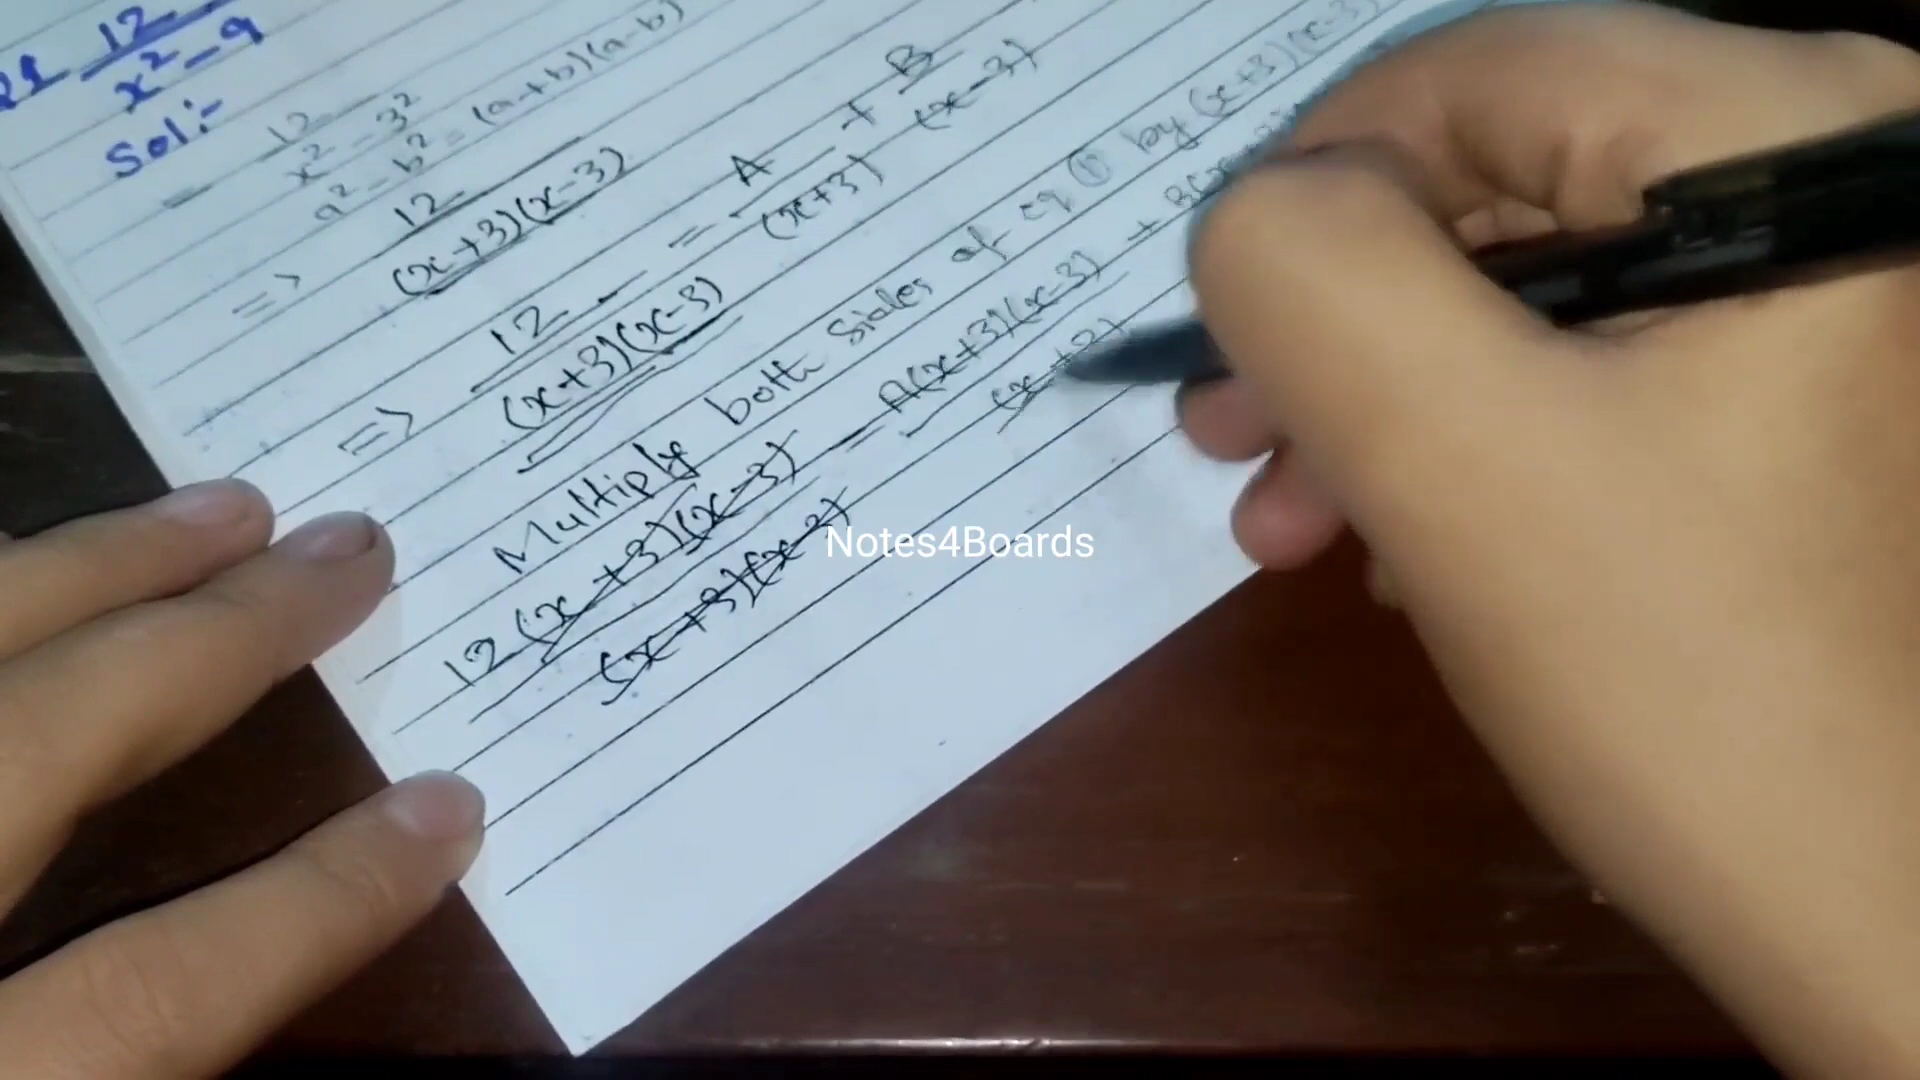 Q1 12
x² - 9
Sol:-
= 12
x² - 3²
a² - b² = (a+b)(a-b)
=> 12
(x+3)(x-3)
=> 12 = A + B
(x+3)(x-3) (x+3) (x-3)
Multiply both Sides of eq ① by (x+3)(x-3)
12(x+3)(x-3) = A(x+3)(x-3) + B(x
(x+3)(x-3) (x+3)
Notes4Boards